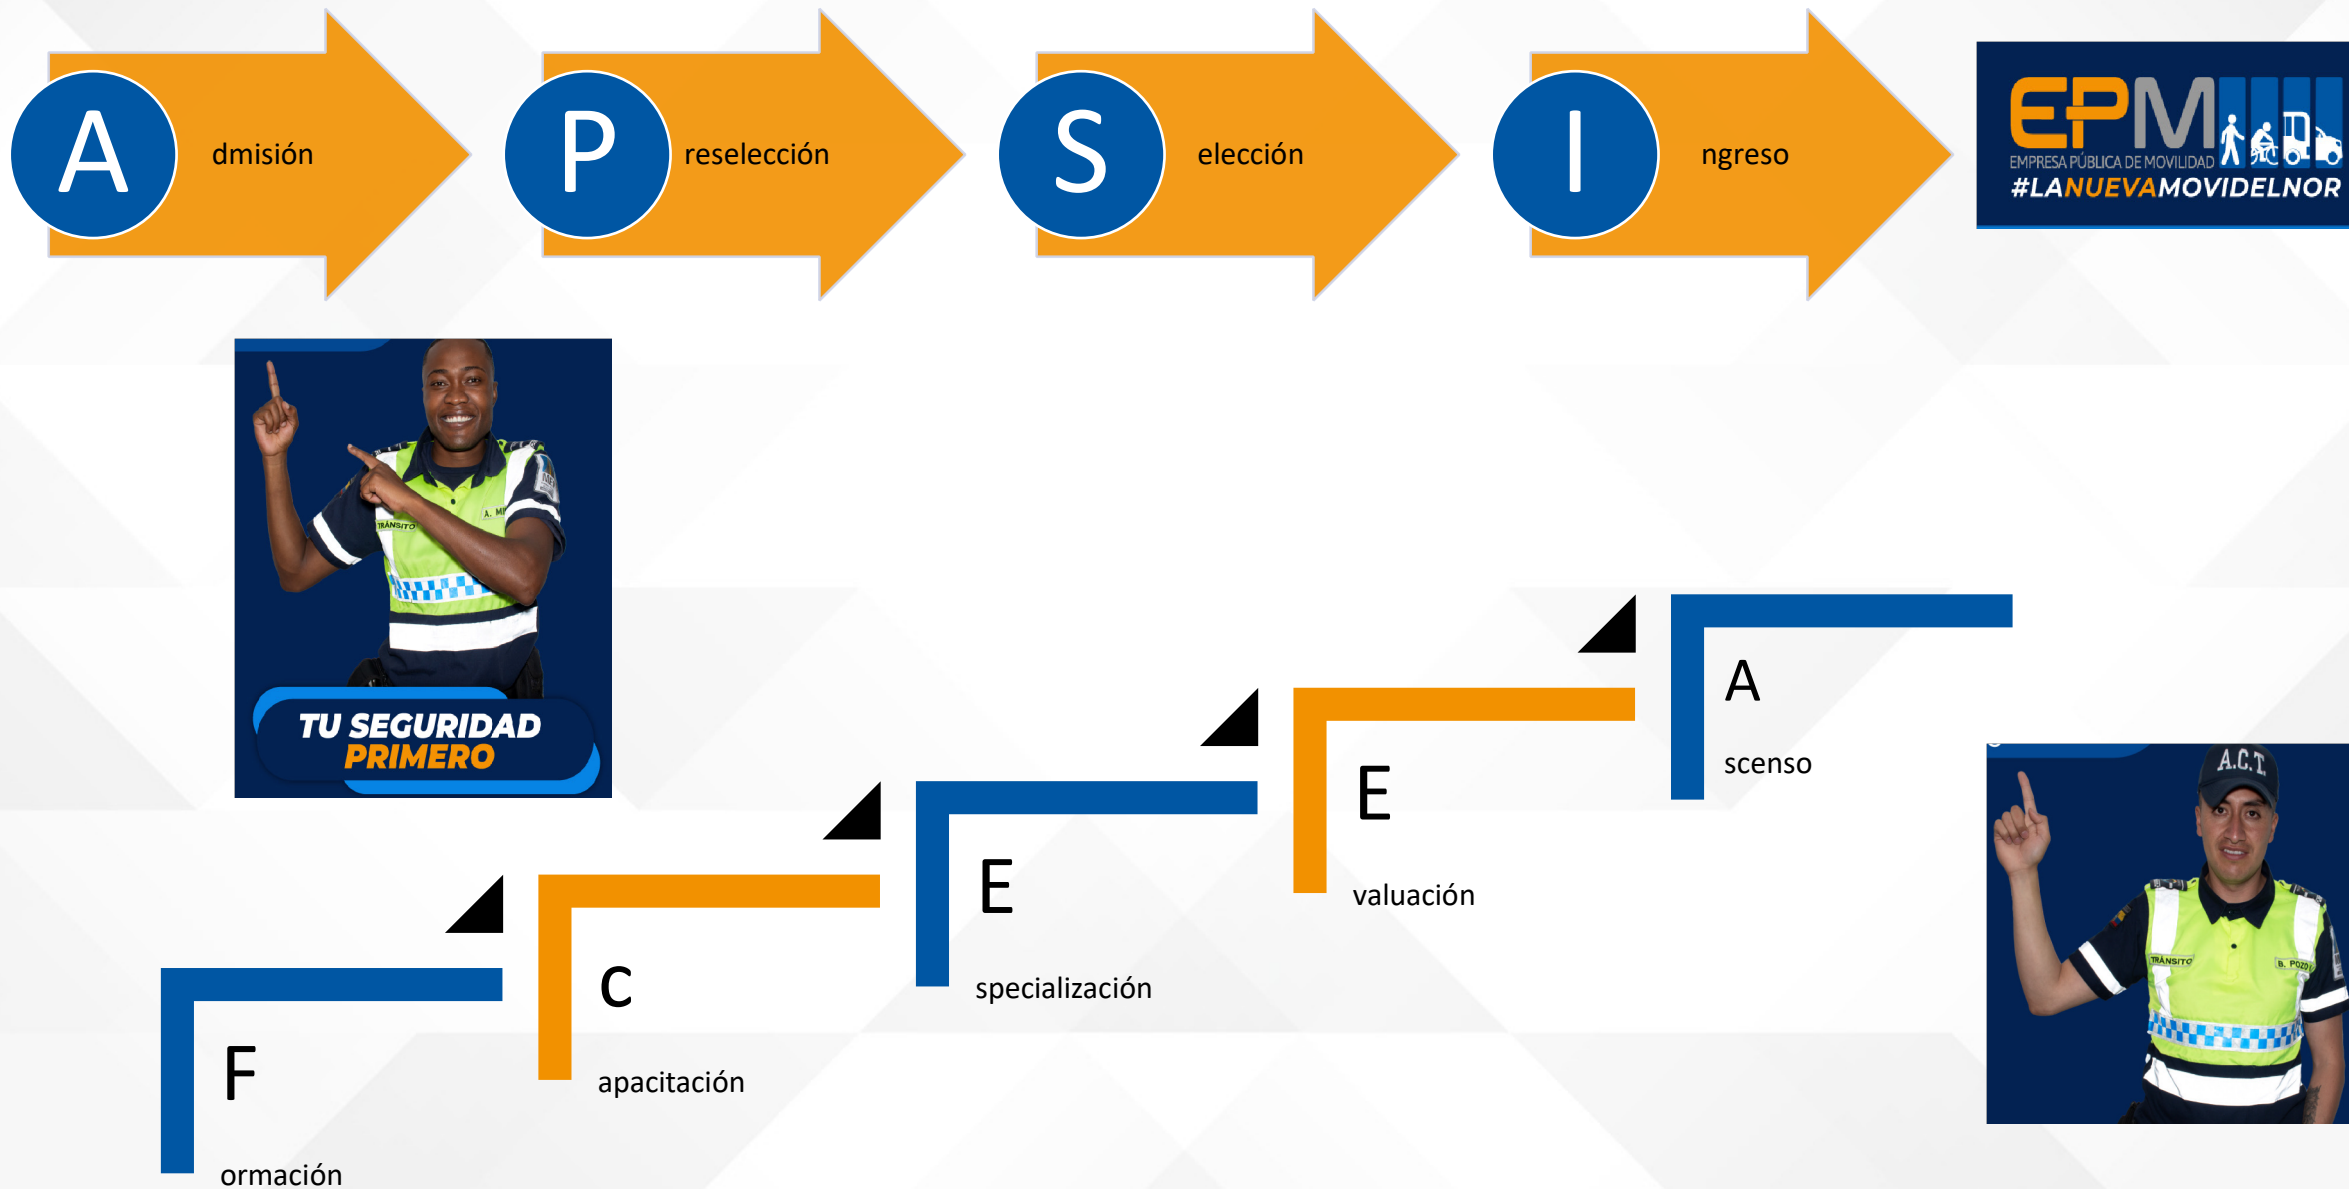 A
dmisión
P
reselección
S
elección
I
ngreso
EPM
EMPRESA PÚBLICA DE MOVILIDAD
#LANUEVAMOVIDELNOR
TRÁNSITO
TU SEGURIDAD
PRIMERO
A
scenso
E
valuación
E
specialización
c
apacitación
F
ormación
A.C.T.
TRÁNSITO
B. POZO